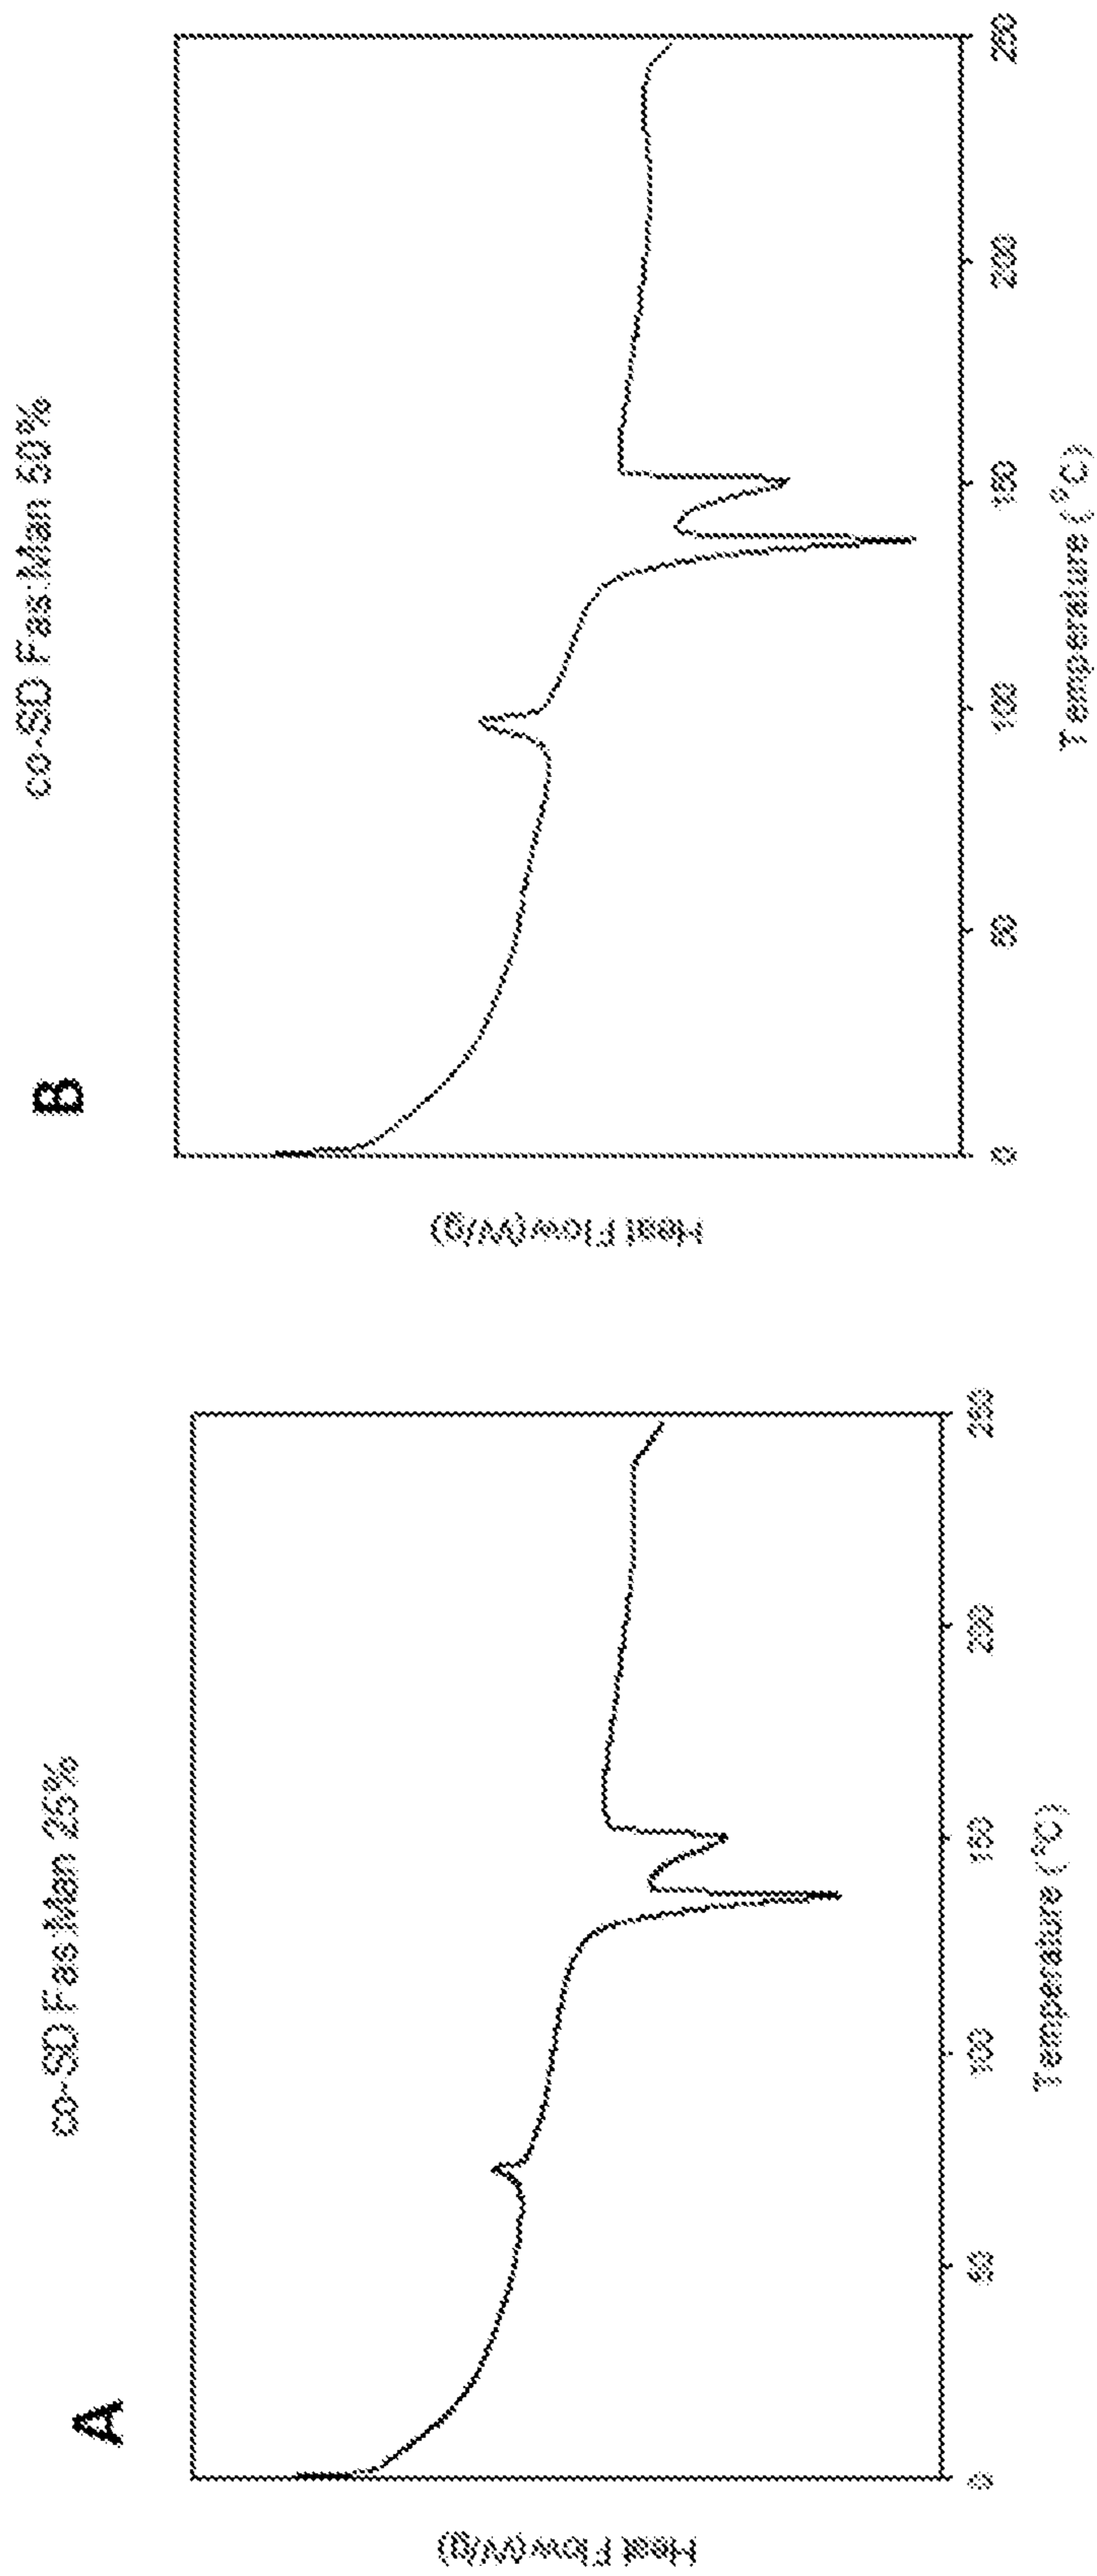 A
co-SD Fas:Man 25%
Heat Flow(W/g)
0
50
100
150
200
250
Temperature (°C)
B
co-SD Fas:Man 50%
Heat Flow(W/g)
0
50
100
150
200
250
Temperature (°C)